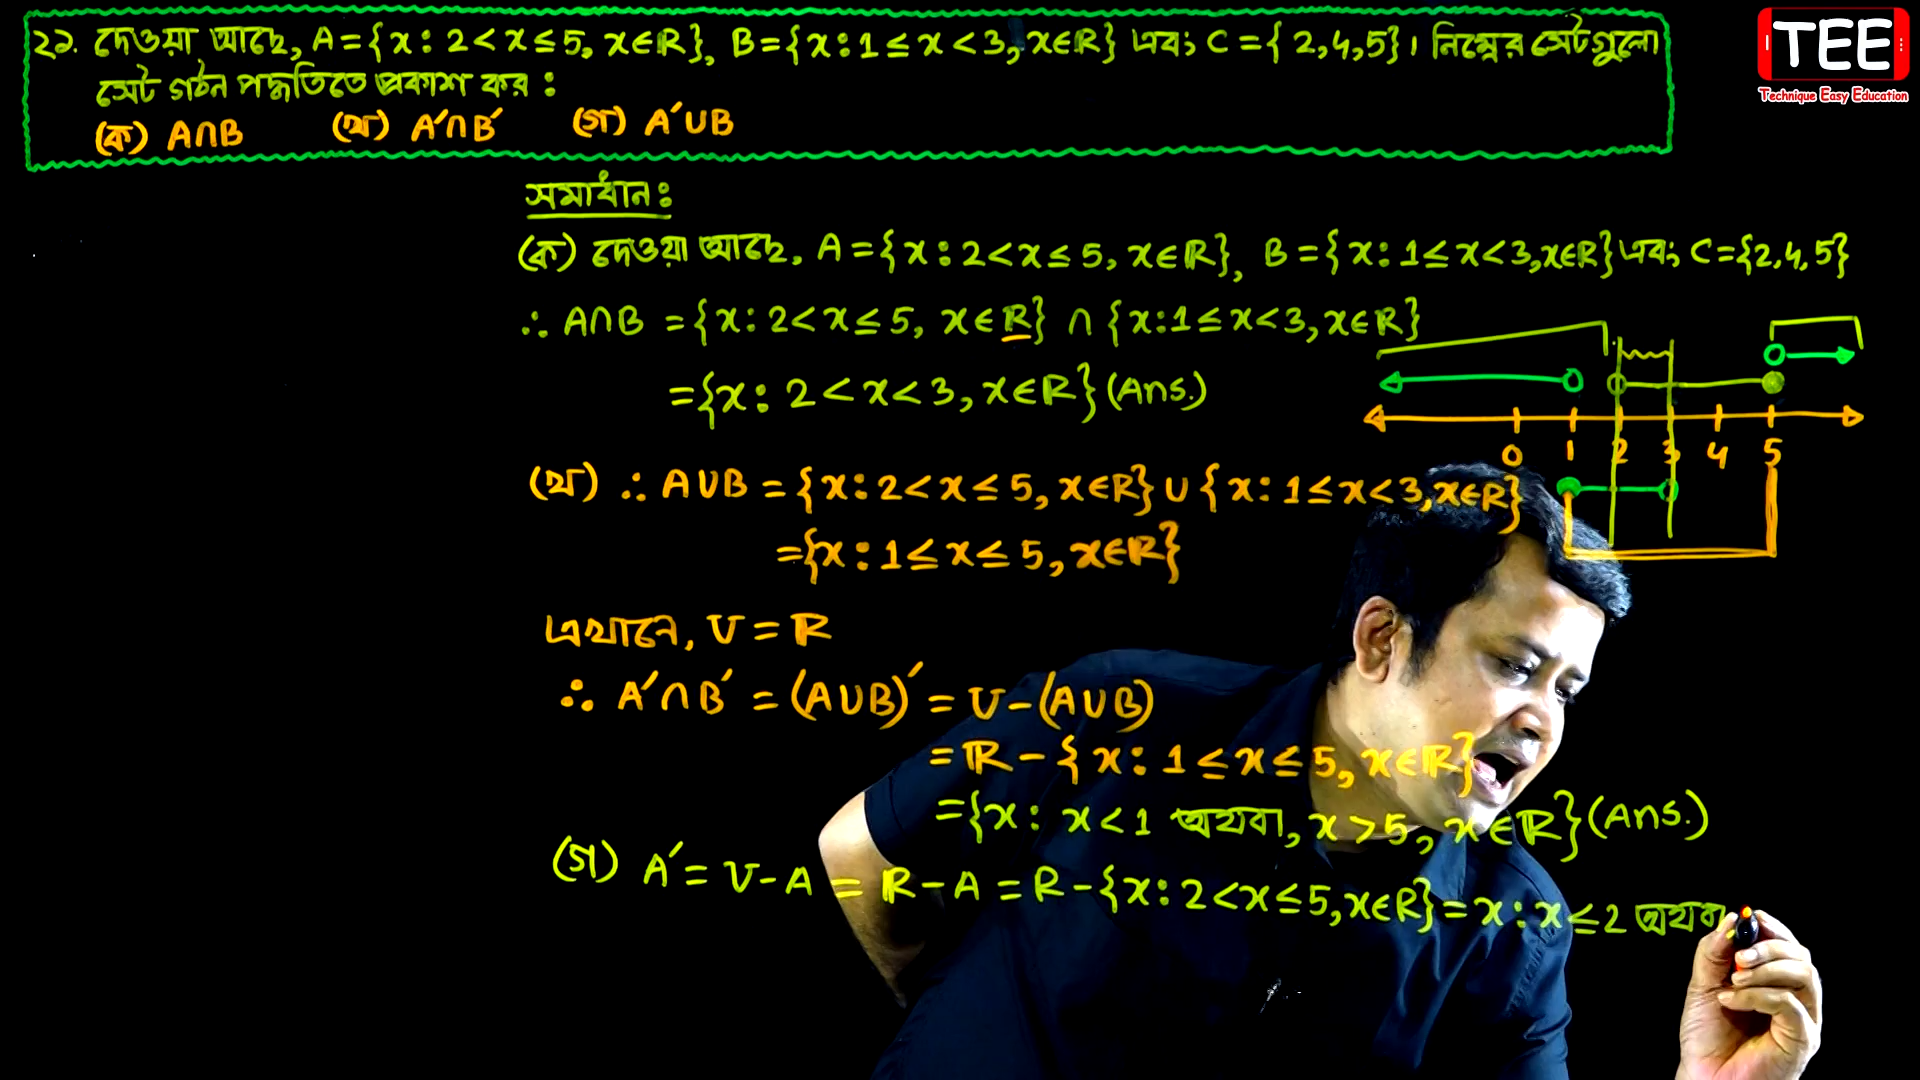 ২১. দেওয়া আছে, A = {x : 2 < x ≤ 5, x∈R}, B = {x : 1 ≤ x < 3, x∈R} এবং C = { 2,4,5}। নিম্নের সেটগুলো
সেট গঠন পদ্ধতিতে প্রকাশ কর :
(ক) A∩B (খ) A′∩B′ (গ) A′∪B
TEE
Technique Easy Education
সমাধান :
(ক) দেওয়া আছে, A = {x : 2 < x ≤ 5, x∈R}, B = {x : 1 ≤ x < 3, x∈R} এবং C = {2,4,5}
∴ A∩B = {x : 2 < x ≤ 5, x∈R} ∩ {x : 1 ≤ x < 3, x∈R}
= {x : 2 < x < 3, x∈R} (Ans.)
0 1 2 3 4 5
(খ) ∴ A∪B = {x : 2 < x ≤ 5, x∈R} ∪ {x : 1 ≤ x < 3, x∈R}
= {x : 1 ≤ x ≤ 5, x∈R}
এখানে, U = R
∴ A′∩B′ = (A∪B)′ = U − (A∪B)
= R − {x : 1 ≤ x ≤ 5, x∈R}
= {x : x < 1 অথবা, x > 5, x∈R} (Ans.)
(গ) A′ = U − A = R − A = R − {x : 2 < x ≤ 5, x∈R} = x : x ≤ 2 অথবা,